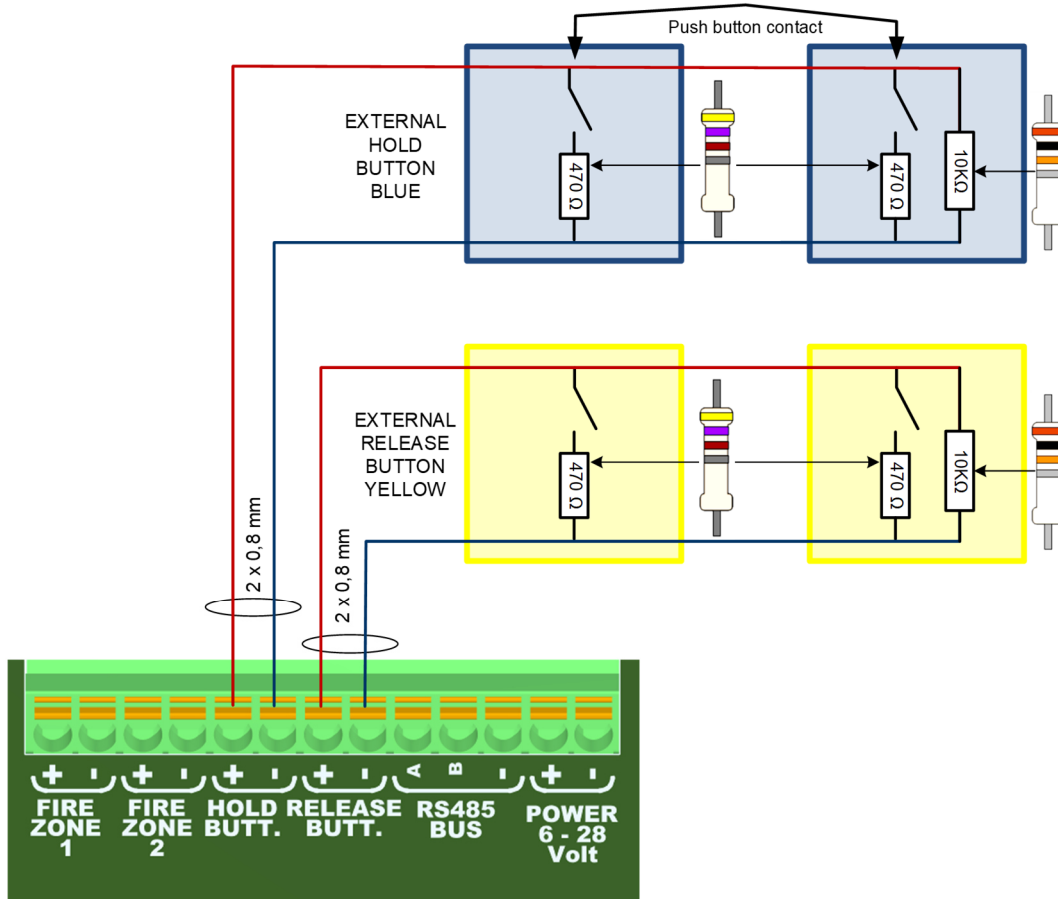 Push button contact
EXTERNAL
HOLD
BUTTON
BLUE
470 Ω
470 Ω
10KΩ
EXTERNAL
RELEASE
BUTTON
YELLOW
470 Ω
470 Ω
10KΩ
2 x 0,8 mm
2 x 0,8 mm
+ - + - + - + - A B - + -
FIRE ZONE 1
FIRE ZONE 2
HOLD BUTT.
RELEASE BUTT.
RS485 BUS
POWER 6 - 28 Volt